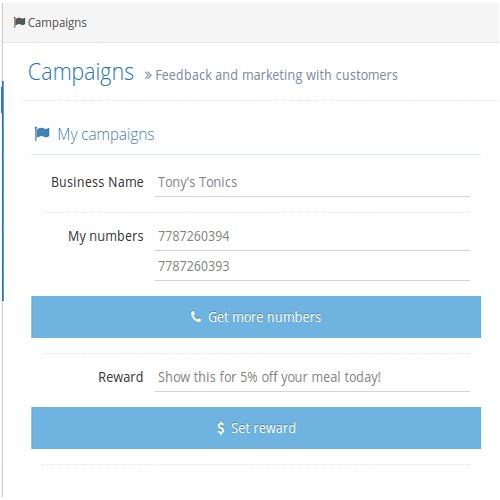 Campaigns
Campaigns » Feedback and marketing with customers
My campaigns
Business Name Tony's Tonics
My numbers 7787260394
7787260393
Get more numbers
Reward Show this for 5% off your meal today!
$ Set reward